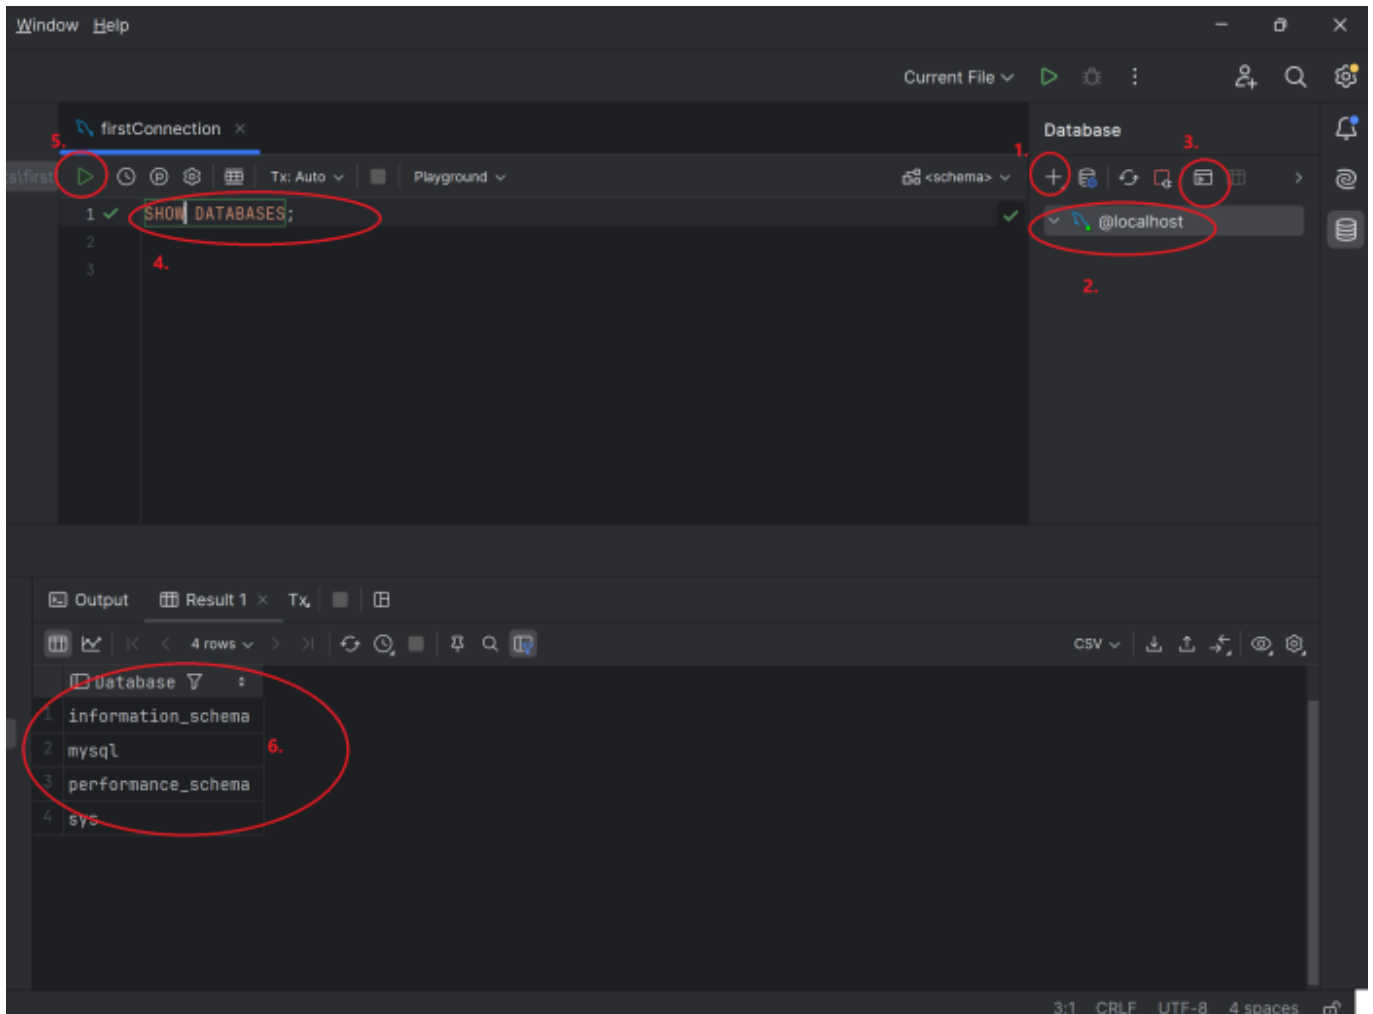 Window Help
Current File
firstConnection
Database
5.
1.
3.
s\first
Tx: Auto
Playground
<schema>
1 SHOW DATABASES;
@localhost
2
3
4.
2.
Output Result 1 Tx
4 rows
CSV
Database
1 information_schema
2 mysql
6.
3 performance_schema
4 sys
3:1 CRLF UTF-8 4 spaces